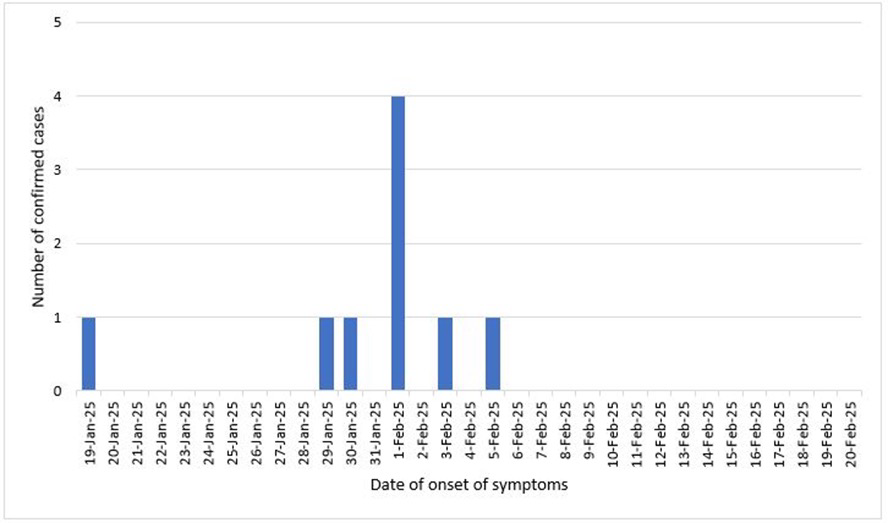 Number of confirmed cases
5
4
3
2
1
0
19-Jan-25
20-Jan-25
21-Jan-25
22-Jan-25
23-Jan-25
24-Jan-25
25-Jan-25
26-Jan-25
27-Jan-25
28-Jan-25
29-Jan-25
30-Jan-25
31-Jan-25
1-Feb-25
2-Feb-25
3-Feb-25
4-Feb-25
5-Feb-25
6-Feb-25
7-Feb-25
8-Feb-25
9-Feb-25
10-Feb-25
11-Feb-25
12-Feb-25
13-Feb-25
14-Feb-25
15-Feb-25
16-Feb-25
17-Feb-25
18-Feb-25
19-Feb-25
20-Feb-25
Date of onset of symptoms